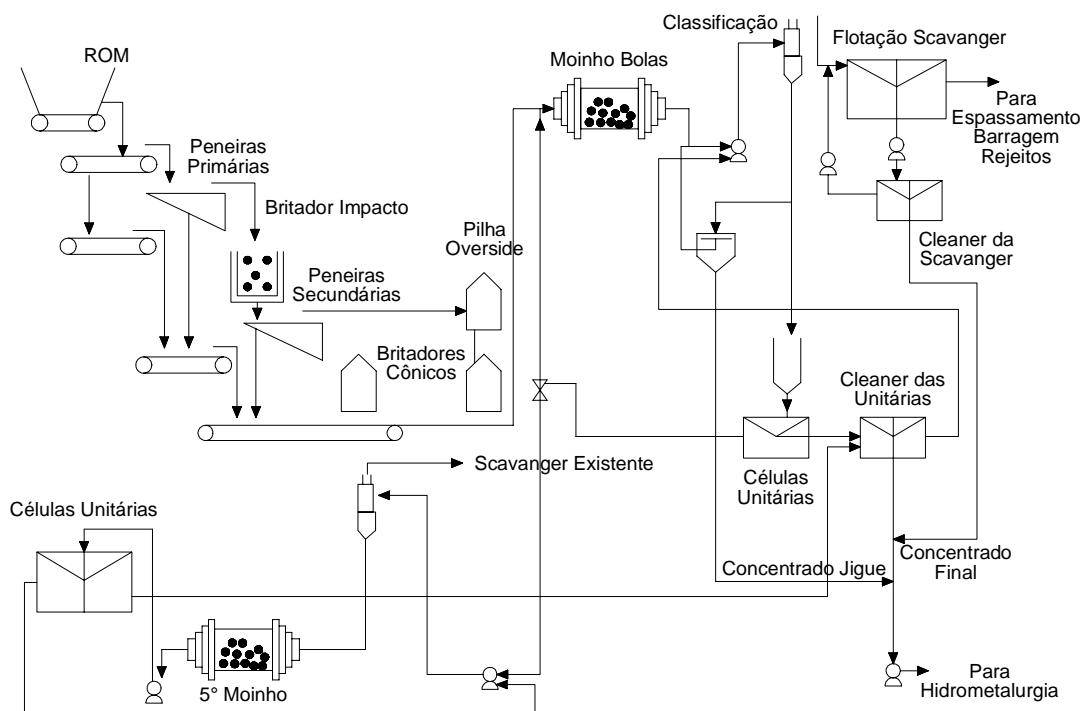 ROM
Peneiras
Primárias
Britador Impacto
Peneiras
Secundárias
Pilha
Overside
Britadores
Cônicos
Moinho Bolas
Classificação
Flotação Scavanger
Para
Espassamento
Barragem
Rejeitos
Cleaner da
Scavanger
Cleaner das
Unitárias
Células
Unitárias
Scavanger Existente
Células Unitárias
Concentrado Jigue
Concentrado
Final
5° Moinho
Para
Hidrometalurgia